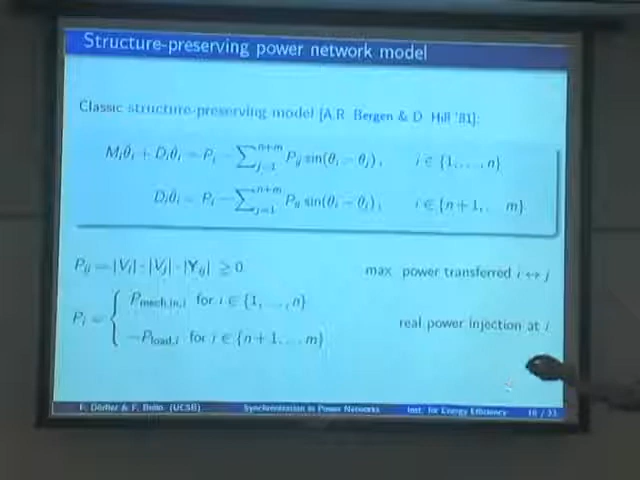 Structure-preserving power network model
Classic structure-preserving model [A.R. Bergen & D. Hill '81]:
M_i θ̈_i + D_i θ̇_i = P_i − ∑_{j=1}^{n+m} P_ij sin(θ_i − θ_j), i ∈ {1,...,n}
D_i θ̇_i = P_i − ∑_{j=1}^{n+m} P_ij sin(θ_i − θ_j), i ∈ {n+1,...m}
P_ij = |V_i| · |V_j| · |Y_ij| ≥ 0 max power transferred i ↔ j
P_i = { P_mech.in,i for i ∈ {1,...,n}
−P_load,i for i ∈ {n+1,...m}
real power injection at i
F. Dörfler & F. Bullo (UCSB) Synchronization in Power Networks Inst. for Energy Efficiency 16 / 33